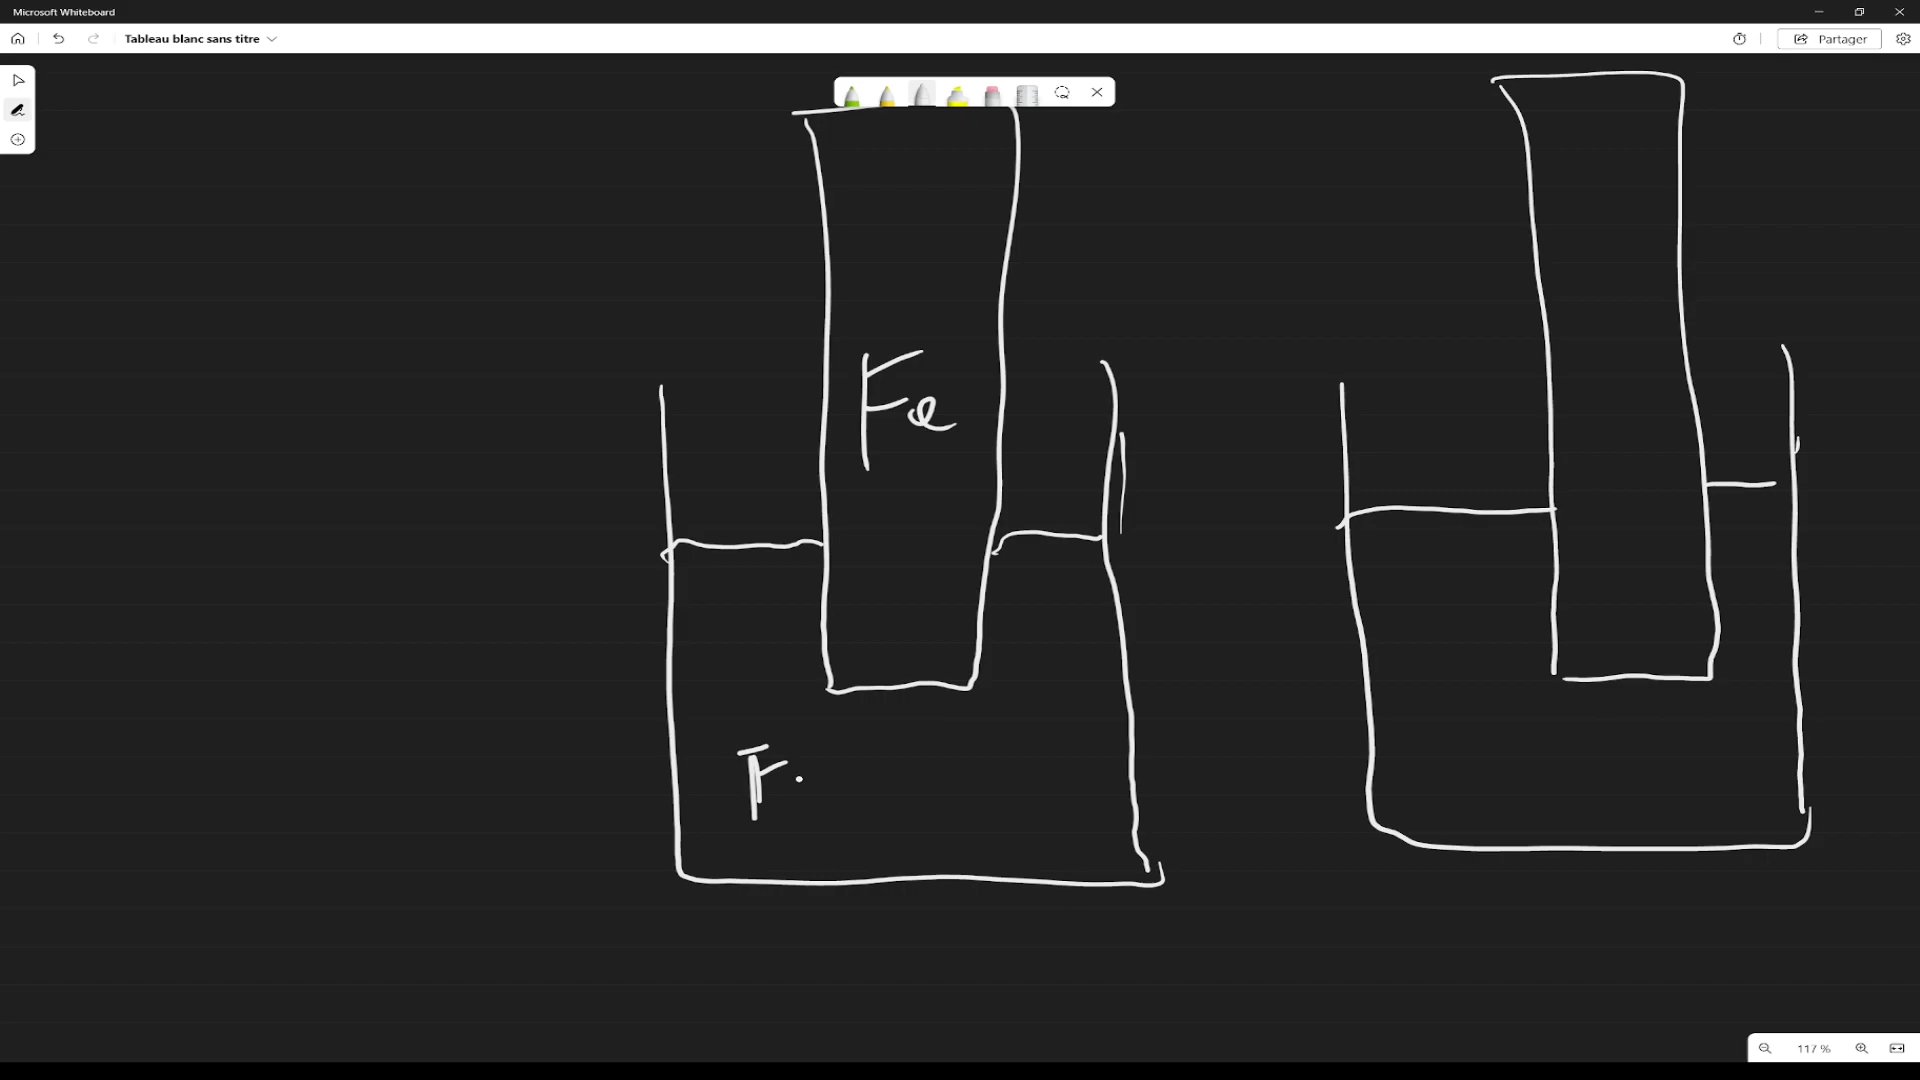 Microsoft Whiteboard
Tableau blanc sans titre
Partager
Fe
F
117 %